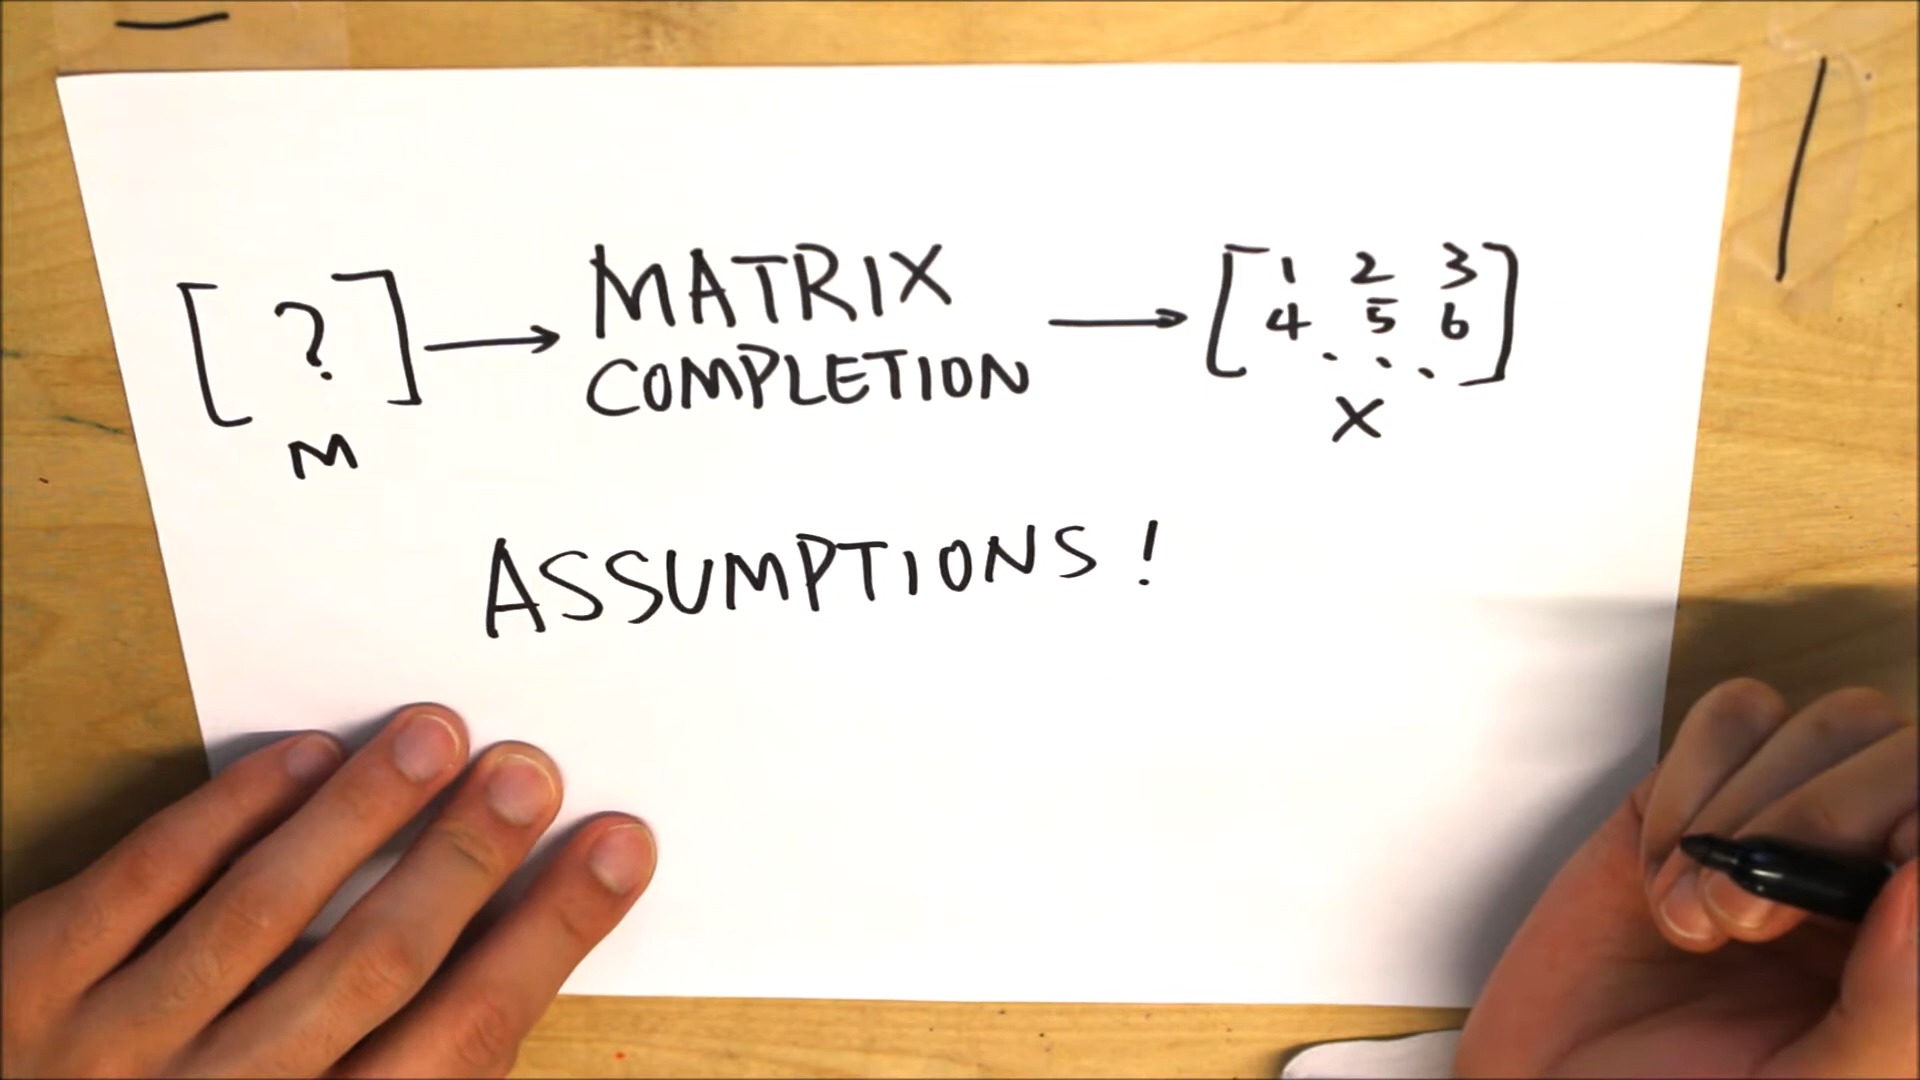 [ ? ] → MATRIX COMPLETION → [ 1 2 3
4 5 6
. . . ]
M
X
ASSUMPTIONS!